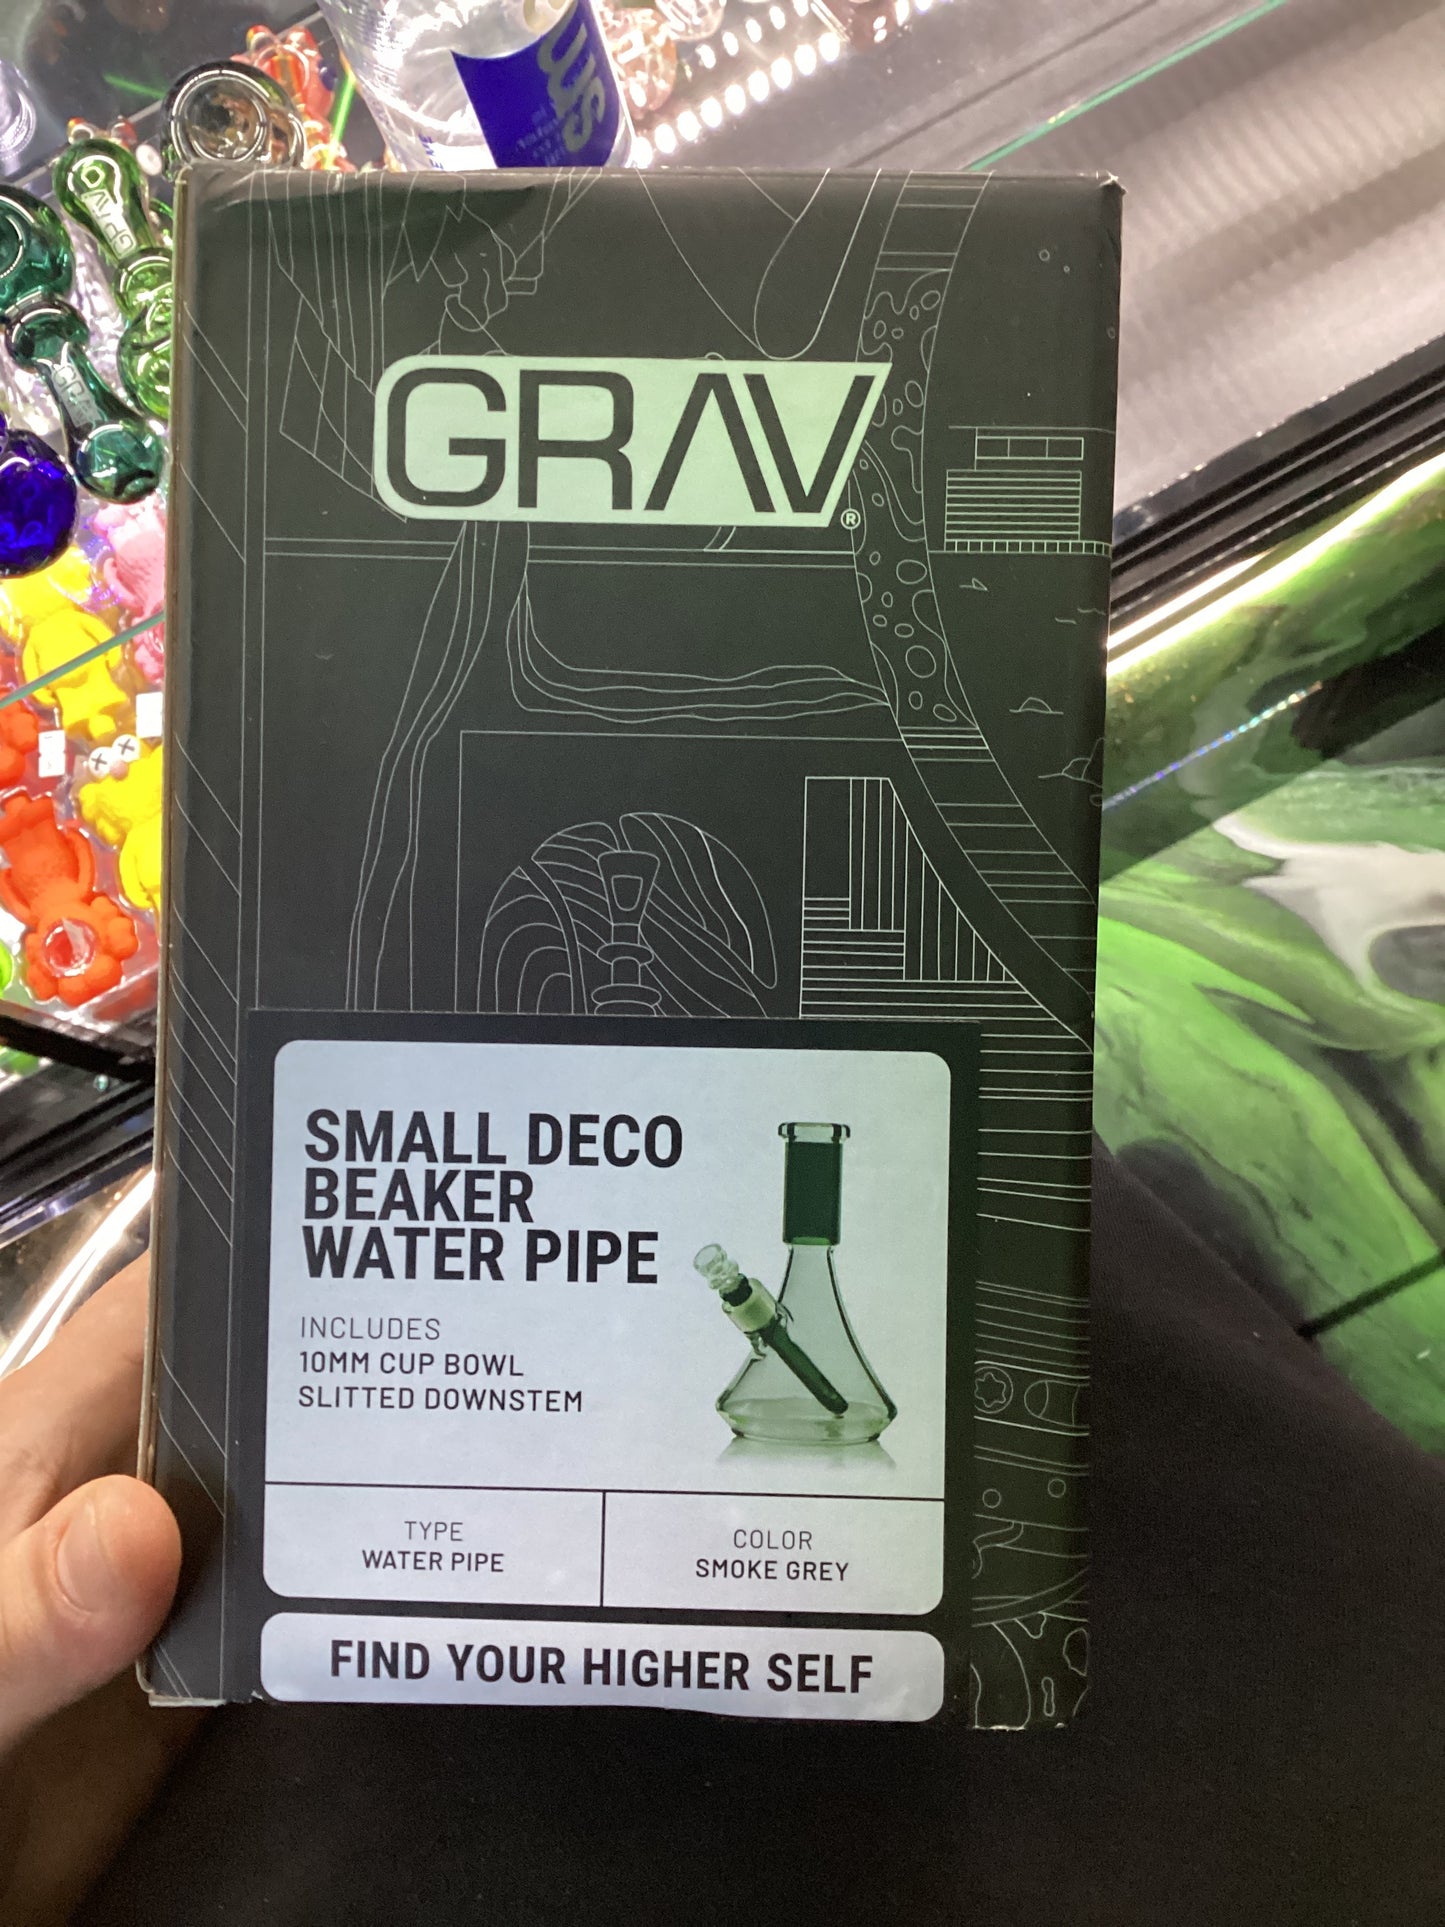 GRAV
GRAV®
SMALL DECO
BEAKER
WATER PIPE
INCLUDES
10MM CUP BOWL
SLITTED DOWNSTEM
TYPE
WATER PIPE
COLOR
SMOKE GREY
FIND YOUR HIGHER SELF